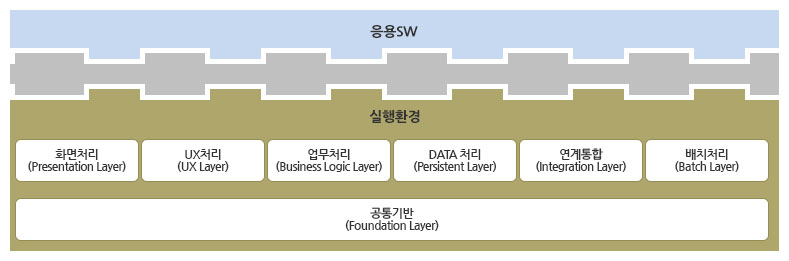 응용SW
실행환경
화면처리
(Presentation Layer)
UX처리
(UX Layer)
업무처리
(Business Logic Layer)
DATA 처리
(Persistent Layer)
연계통합
(Integration Layer)
배치처리
(Batch Layer)
공통기반
(Foundation Layer)